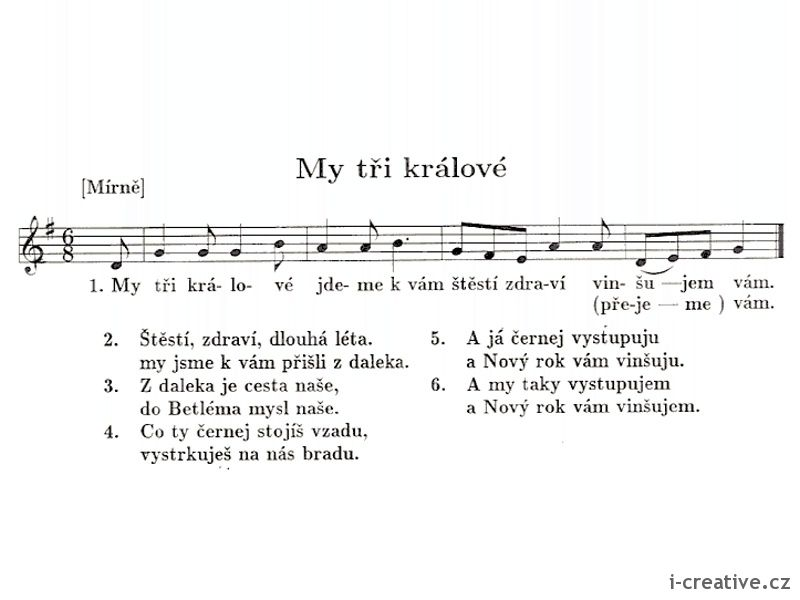 My tři králové
[Mírně]
1. My tři krá- lo- vé jde- me k vám štěstí zdra-ví vin- šu —jem vám.
(pře-je — me ) vám.
2. Štěstí, zdraví, dlouhá léta.
my jsme k vám přišli z daleka.
3. Z daleka je cesta naše,
do Betléma mysl naše.
4. Co ty černej stojíš vzadu,
vystrkuješ na nás bradu.
5. A já černej vystupuju
a Nový rok vám vinšuju.
6. A my taky vystupujem
a Nový rok vám vinšujem.
i-creative.cz